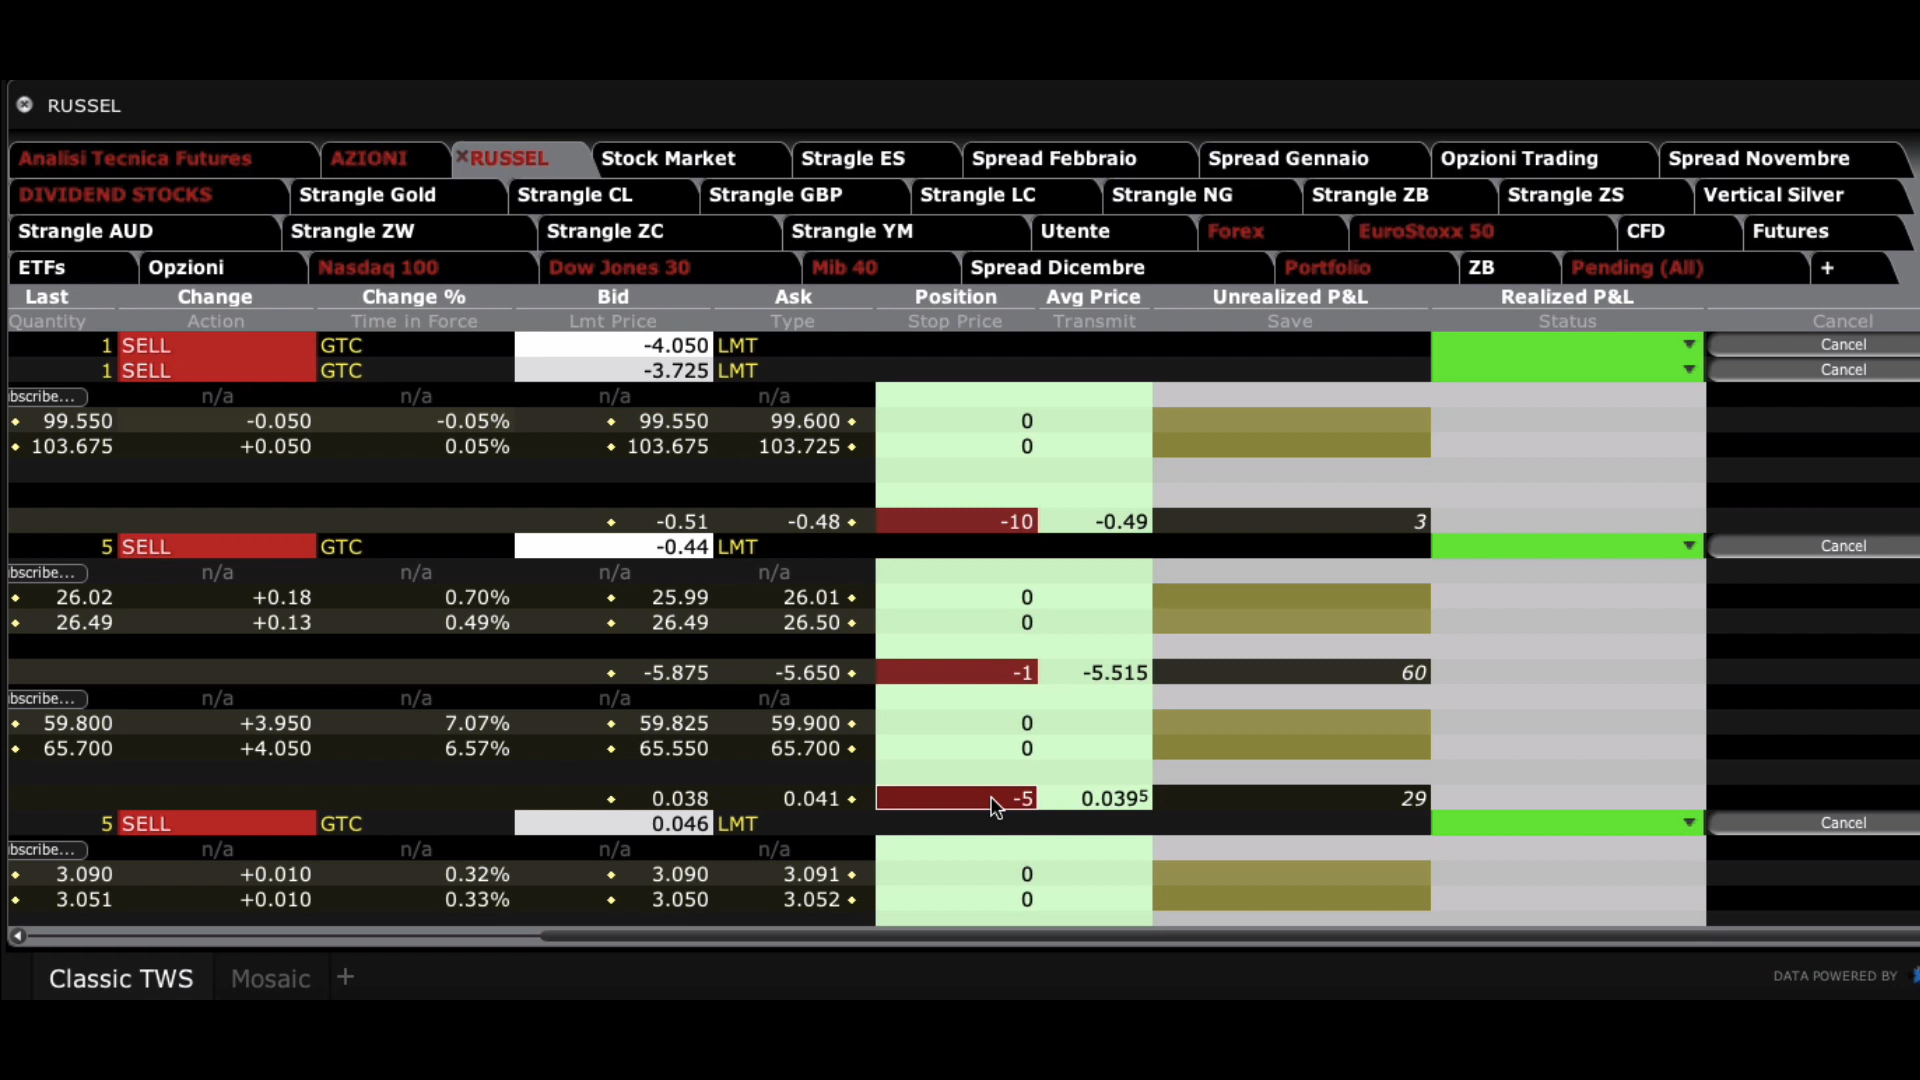 RUSSEL
Analisi Tecnica Futures AZIONI ×RUSSEL Stock Market Stragle ES Spread Febbraio Spread Gennaio Opzioni Trading Spread Novembre
DIVIDEND STOCKS Strangle Gold Strangle CL Strangle GBP Strangle LC Strangle NG Strangle ZB Strangle ZS Vertical Silver
Strangle AUD Strangle ZW Strangle ZC Strangle YM Utente Forex EuroStoxx 50 CFD Futures
ETFs Opzioni Nasdaq 100 Dow Jones 30 Mib 40 Spread Dicembre Portfolio ZB Pending (All) +
Last Change Change % Bid Ask Position Avg Price Unrealized P&L Realized P&L
Quantity Action Time in Force Lmt Price Type Stop Price Transmit Save Status Cancel
1 SELL GTC -4.050 LMT Cancel
1 SELL GTC -3.725 LMT Cancel
bscribe... n/a n/a n/a n/a
99.550 -0.050 -0.05% 99.550 99.600 0
103.675 +0.050 0.05% 103.675 103.725 0
-0.51 -0.48 -10 -0.49 3
5 SELL GTC -0.44 LMT Cancel
bscribe... n/a n/a n/a n/a
26.02 +0.18 0.70% 25.99 26.01 0
26.49 +0.13 0.49% 26.49 26.50 0
-5.875 -5.650 -1 -5.515 60
bscribe... n/a n/a n/a n/a
59.800 +3.950 7.07% 59.825 59.900 0
65.700 +4.050 6.57% 65.550 65.700 0
0.038 0.041 -5 0.039⁵ 29
5 SELL GTC 0.046 LMT Cancel
bscribe... n/a n/a n/a n/a
3.090 +0.010 0.32% 3.090 3.091 0
3.051 +0.010 0.33% 3.050 3.052 0
Classic TWS Mosaic +
DATA POWERED BY